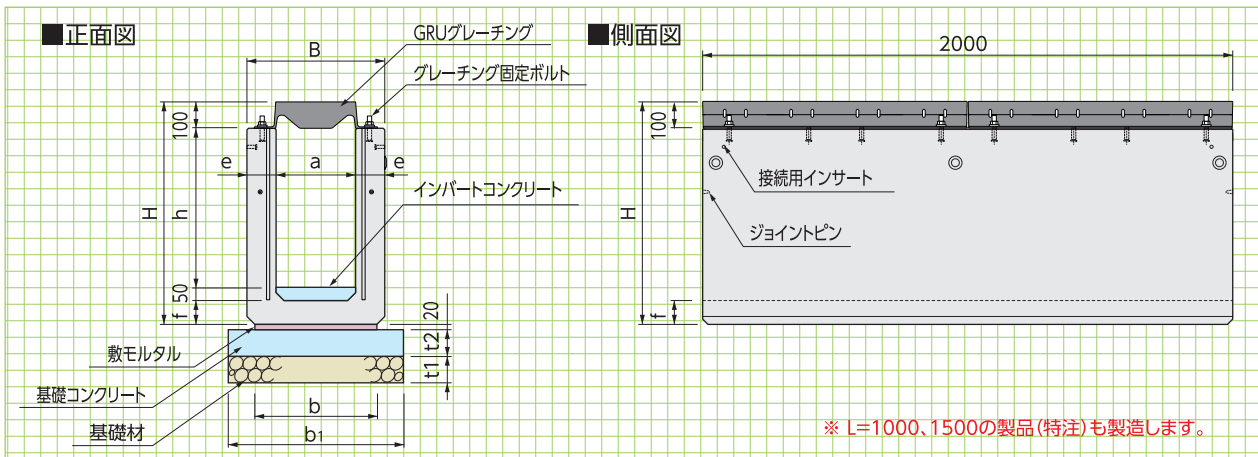 ■正面図
GRUグレーチング
B
グレーチング固定ボルト
100
e
a
e
H
h
インバートコンクリート
50
f
20
敷モルタル
t2
基礎コンクリート
t1
基礎材
b
b1
■側面図
2000
100
接続用インサート
H
ジョイントピン
f
※ L=1000、1500の製品(特注)も製造します。